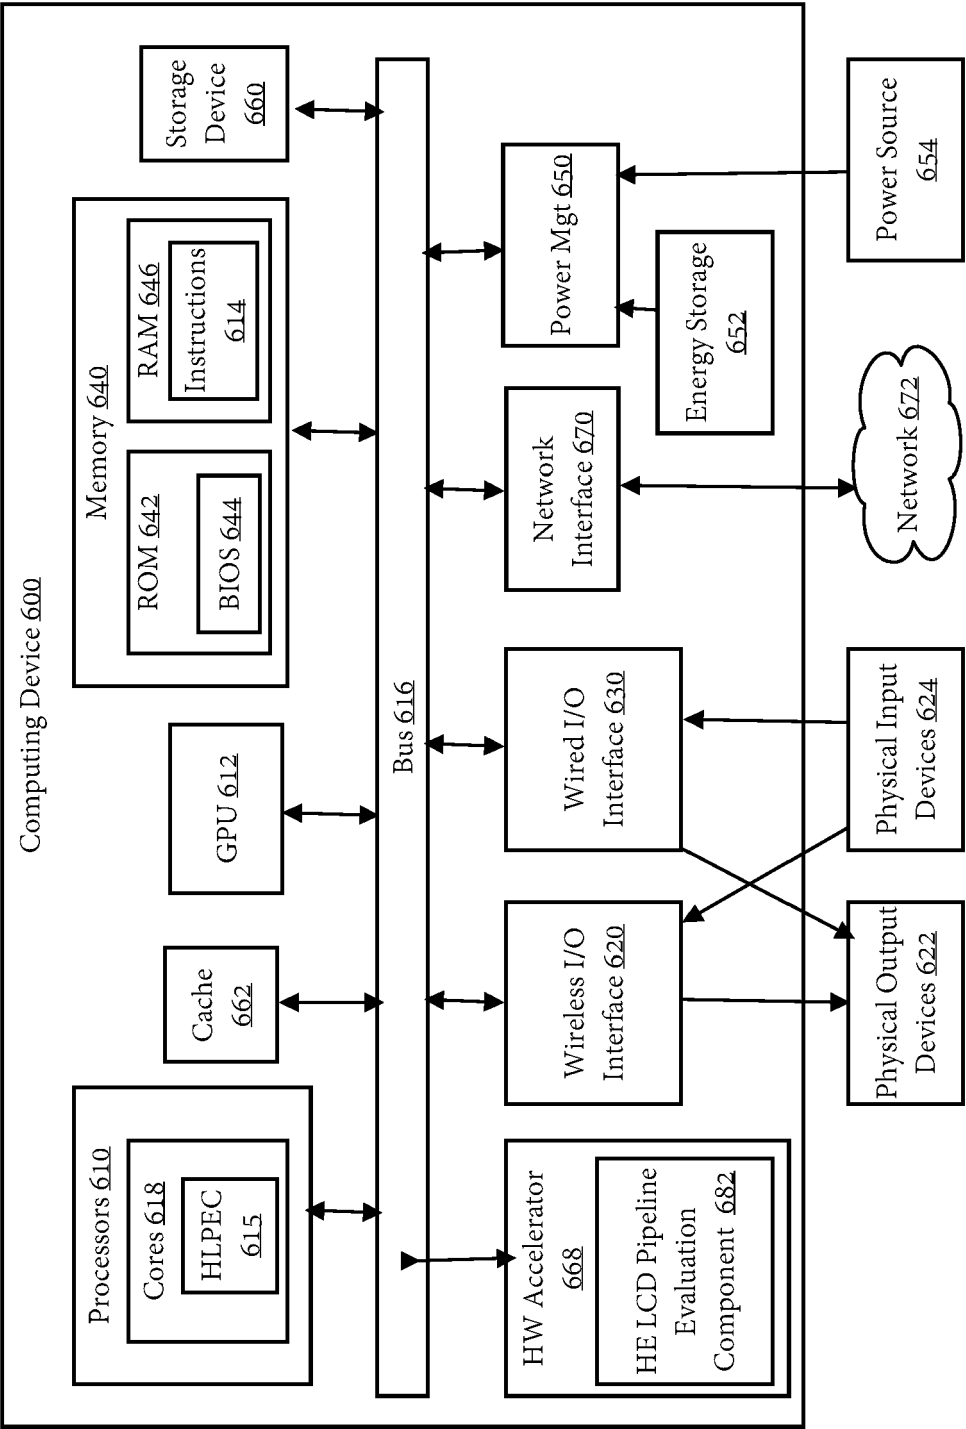 Computing Device 600
Processors 610
Cores 618
HLPEC
615
Cache
662
GPU 612
Memory 640
ROM 642
BIOS 644
RAM 646
Instructions
614
Storage
Device
660
Bus 616
HW Accelerator
668
HE LCD Pipeline
Evaluation
Component 682
Wireless I/O
Interface 620
Wired I/O
Interface 630
Network
Interface 670
Power Mgt 650
Energy Storage
652
Physical Output
Devices 622
Physical Input
Devices 624
Network 672
Power Source
654